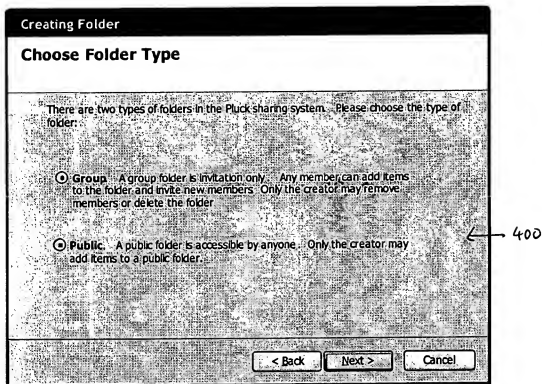 Creating Folder
Choose Folder Type
There are two types of folders in the Pluck sharing system. Please choose the type of
folder:
Group. A group folder is invitation only. Any member can add items
to the folder and invite new members. Only the creator may remove
members or delete the folder
Public. A public folder is accessible by anyone. Only the creator may
add items to a public folder.
400
< Back Next > Cancel